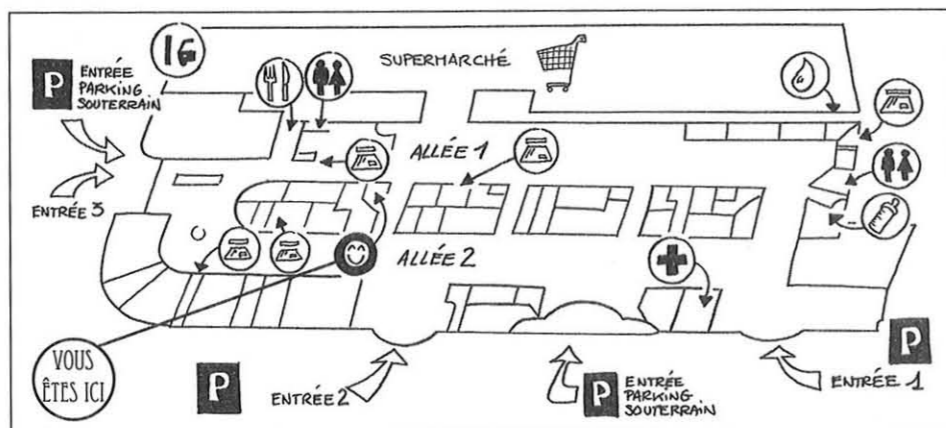 IG
SUPERMARCHÉ
P ENTRÉE
PARKING
SOUTERRAIN
ALLÉE 1
ENTRÉE 3
ALLÉE 2
VOUS
ÊTES ICI
P
ENTRÉE 2
P ENTRÉE
PARKING
SOUTERRAIN
P
ENTRÉE 1